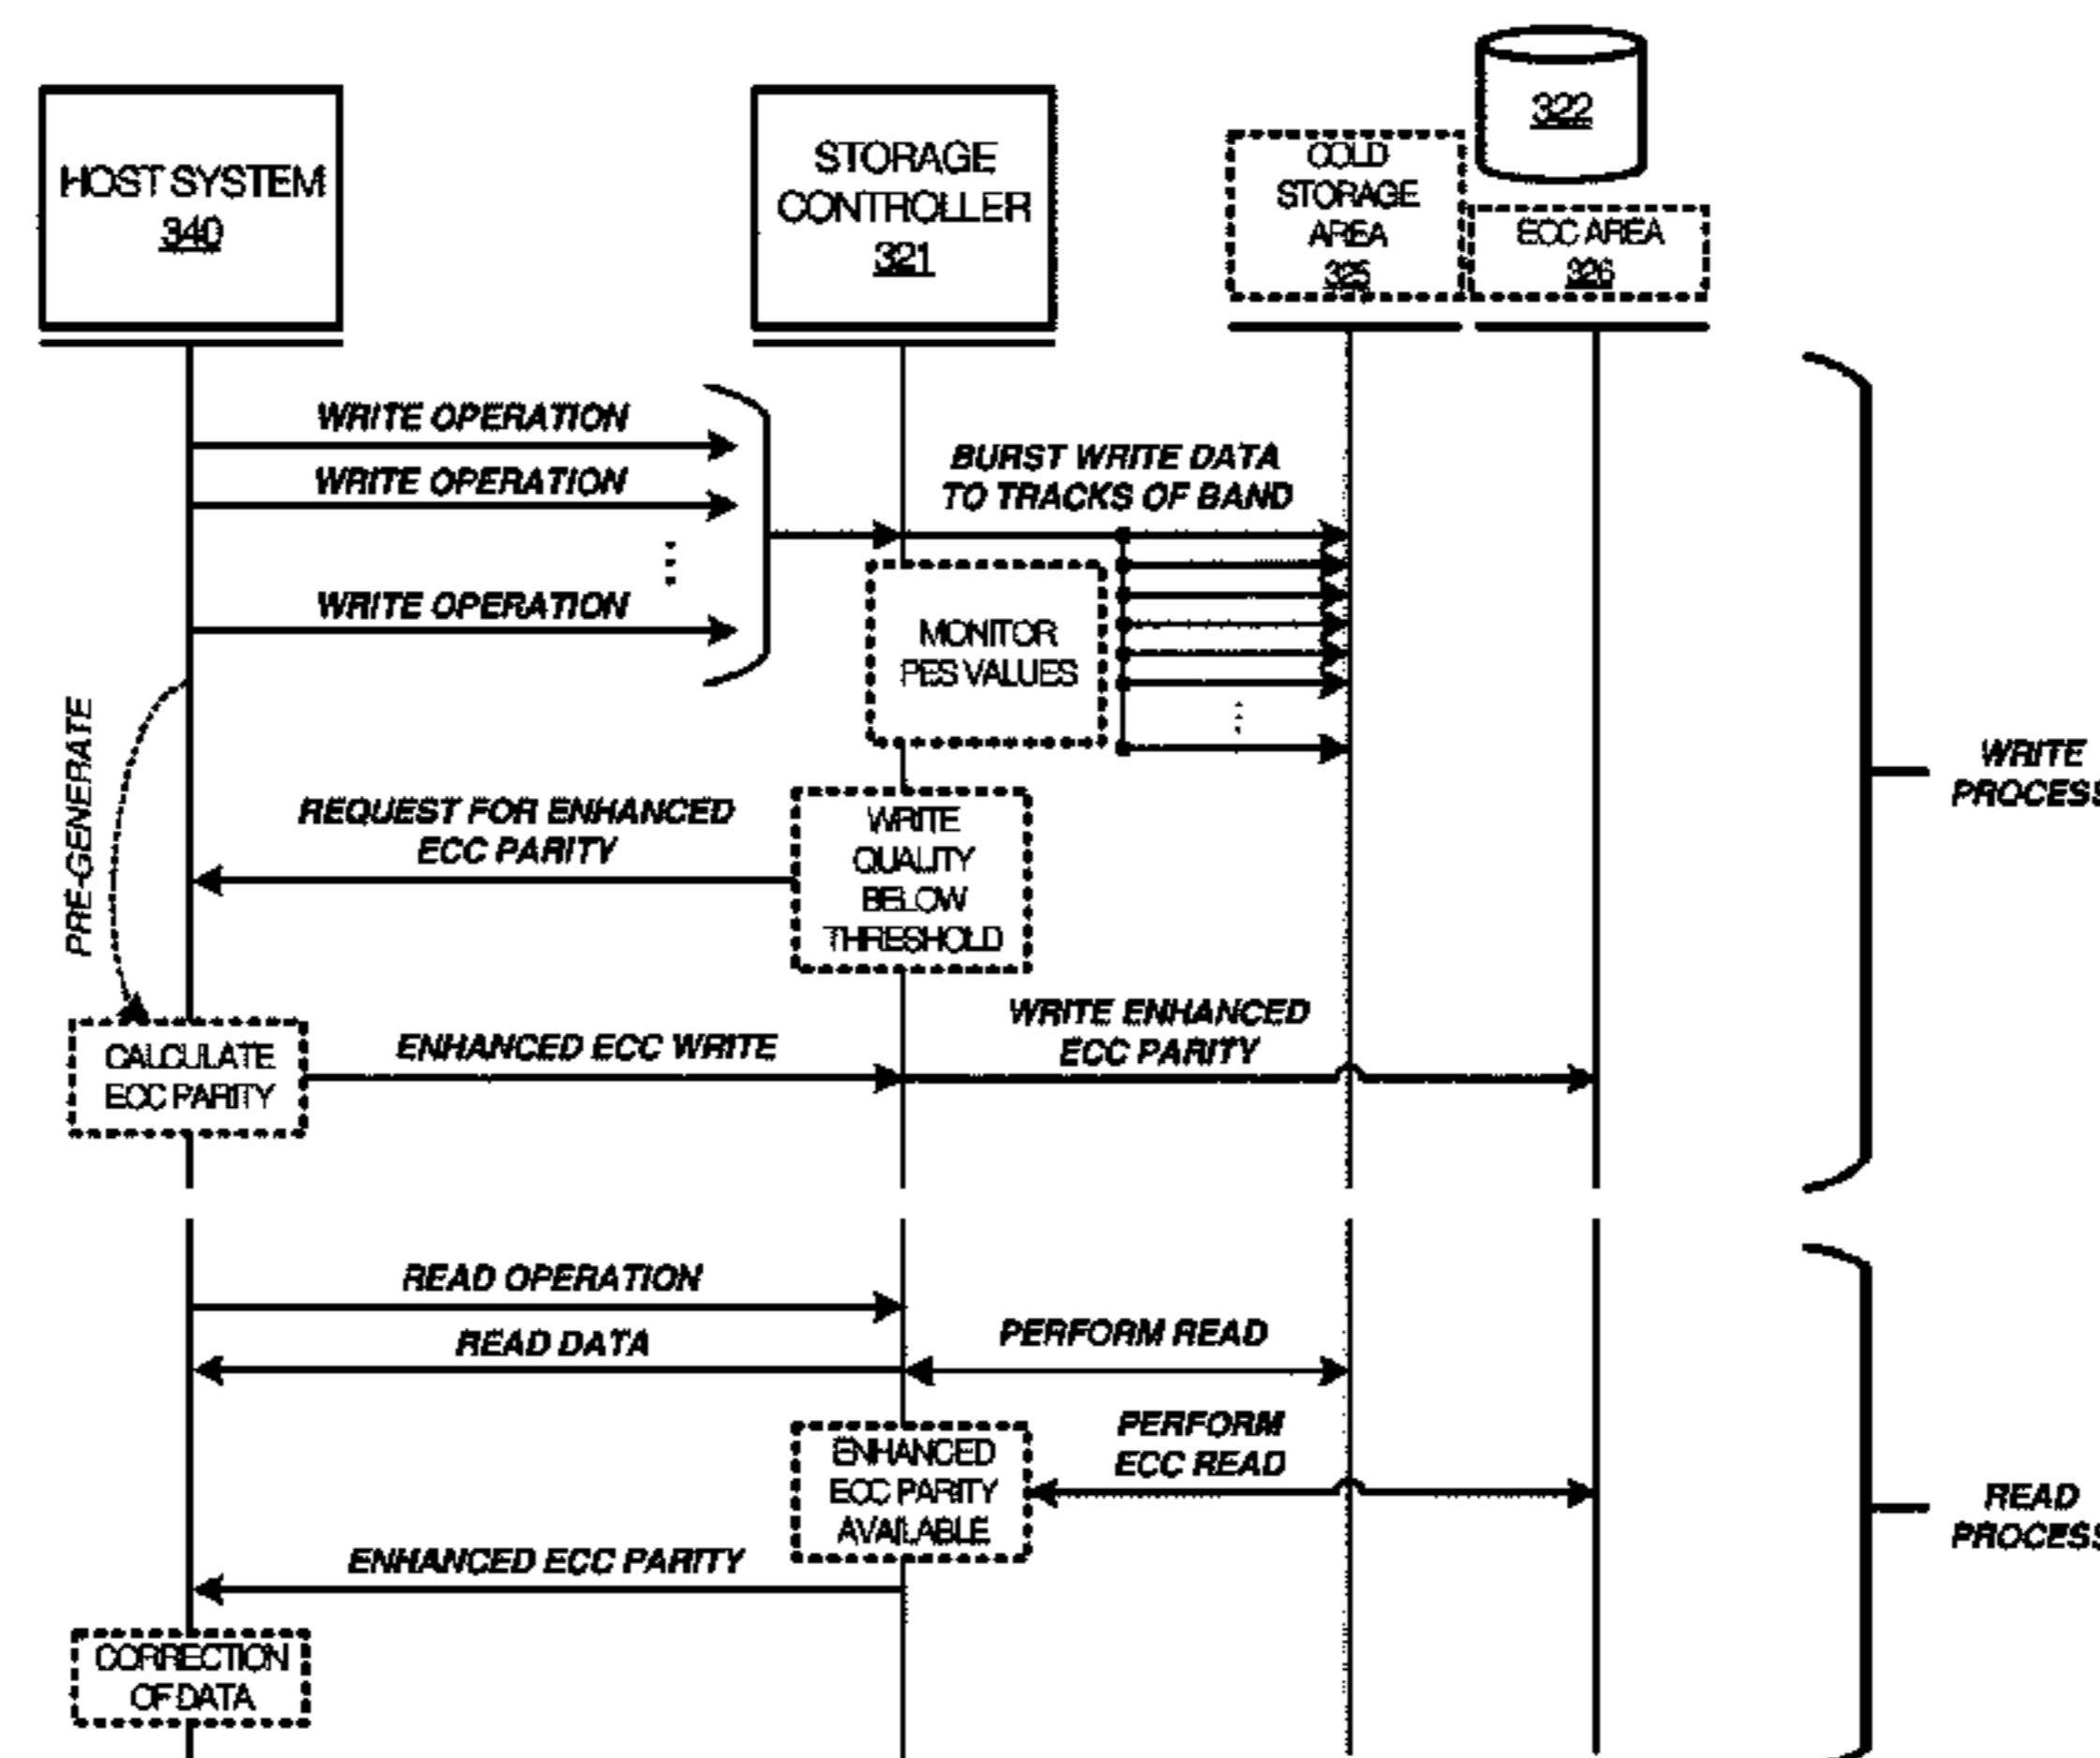 322
HOST SYSTEM
340
STORAGE
CONTROLLER
321
COLD
STORAGE
AREA
325
ECC AREA
326
WRITE OPERATION
WRITE OPERATION
WRITE OPERATION
BURST WRITE DATA
TO TRACKS OF BAND
MONITOR
PES VALUES
PRE-GENERATE
REQUEST FOR ENHANCED
ECC PARITY
WRITE
QUALITY
BELOW
THRESHOLD
WRITE
PROCESS
CALCULATE
ECC PARITY
ENHANCED ECC WRITE
WRITE ENHANCED
ECC PARITY
READ OPERATION
READ DATA
PERFORM READ
PERFORM
ECC READ
ENHANCED
ECC PARITY
AVAILABLE
ENHANCED ECC PARITY
READ
PROCESS
CORRECTION
OF DATA